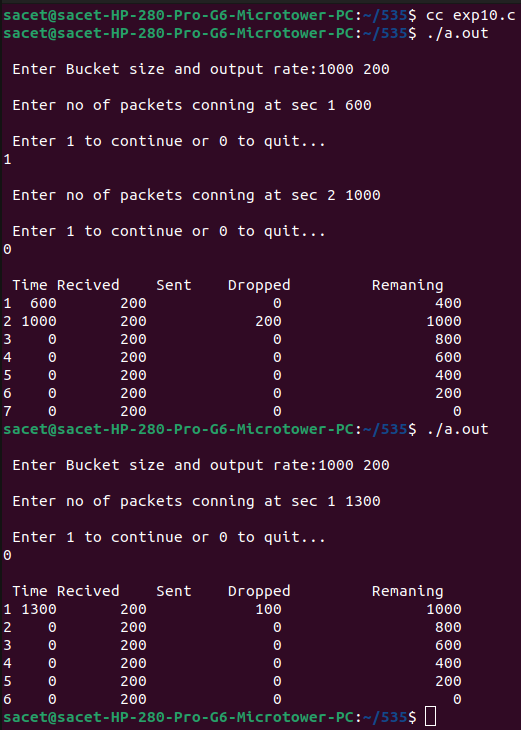 sacet@sacet-HP-280-Pro-G6-Microtower-PC:~/535$ cc exp10.c
sacet@sacet-HP-280-Pro-G6-Microtower-PC:~/535$ ./a.out
Enter Bucket size and output rate:1000 200
Enter no of packets conning at sec 1 600
Enter 1 to continue or 0 to quit...
1
Enter no of packets conning at sec 2 1000
Enter 1 to continue or 0 to quit...
0
Time Recived    Sent    Dropped         Remaning
1  600       200              0                 400
2 1000       200            200                1000
3    0       200              0                 800
4    0       200              0                 600
5    0       200              0                 400
6    0       200              0                 200
7    0       200              0                   0
sacet@sacet-HP-280-Pro-G6-Microtower-PC:~/535$ ./a.out
Enter Bucket size and output rate:1000 200
Enter no of packets conning at sec 1 1300
Enter 1 to continue or 0 to quit...
0
Time Recived    Sent    Dropped         Remaning
1 1300       200            100                1000
2    0       200              0                 800
3    0       200              0                 600
4    0       200              0                 400
5    0       200              0                 200
6    0       200              0                   0
sacet@sacet-HP-280-Pro-G6-Microtower-PC:~/535$